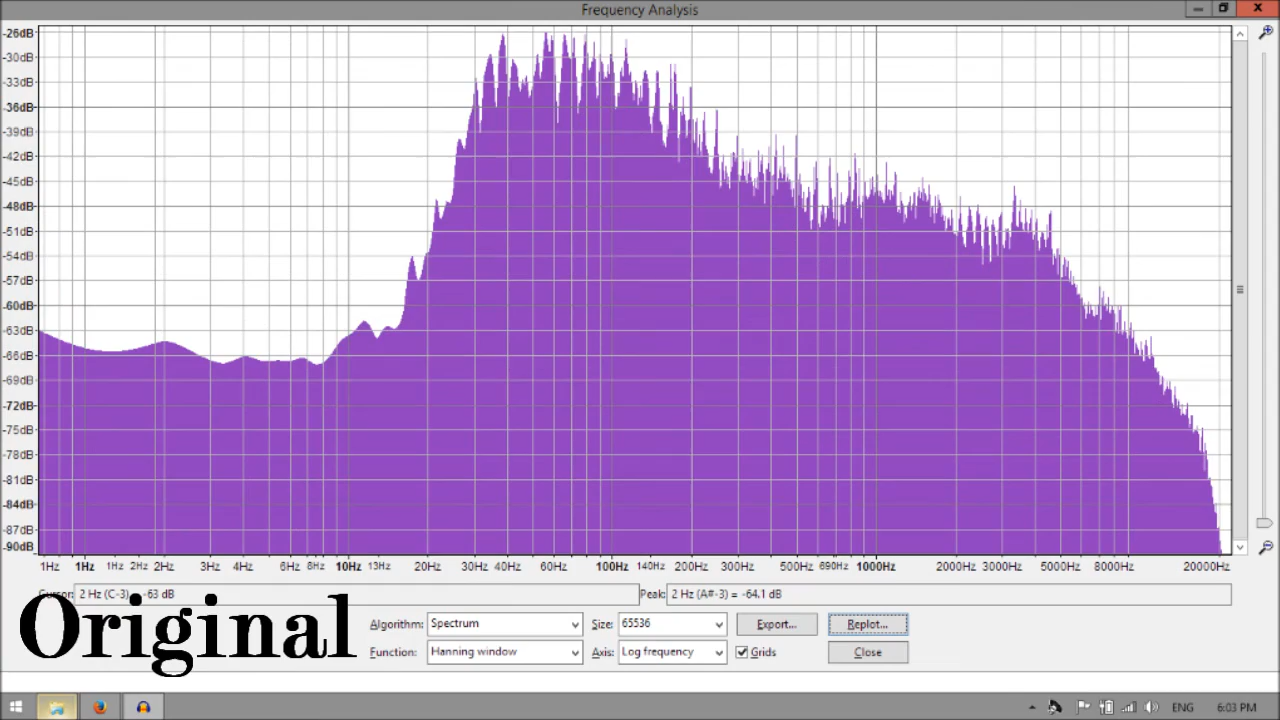 Frequency Analysis
-26dB
-30dB
-33dB
-36dB
-39dB
-42dB
-45dB
-48dB
-51dB
-54dB
-57dB
-60dB
-63dB
-66dB
-69dB
-72dB
-75dB
-78dB
-81dB
-84dB
-87dB
-90dB
1Hz 1Hz 1Hz 2Hz 2Hz 3Hz 4Hz 6Hz 8Hz 10Hz 13Hz 20Hz 30Hz 40Hz 60Hz 100Hz 140Hz 200Hz 300Hz 500Hz 690Hz 1000Hz 2000Hz 3000Hz 5000Hz 8000Hz 20000Hz
Cursor: 2 Hz (C-3) = -63 dB Peak: 2 Hz (A#-3) = -64.1 dB
Original
Algorithm: Spectrum Size: 65536 Export... Replot...
Function: Hanning window Axis: Log frequency Grids Close
ENG 6:03 PM